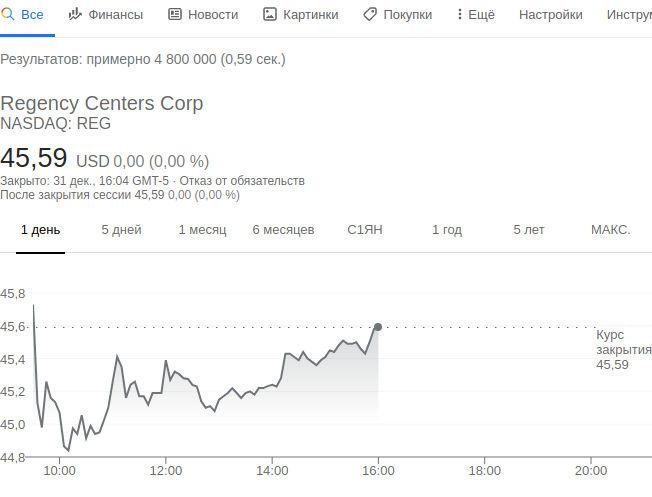 Все Финансы Новости Картинки Покупки Ещё Настройки
Результатов: примерно 4 800 000 (0,59 сек.)
Regency Centers Corp
NASDAQ: REG
45,59 USD 0,00 (0,00 %)
Закрыто: 31 дек., 16:04 GMT-5 · Отказ от обязательств
После закрытия сессии 45,59 0,00 (0,00 %)
1 день 5 дней 1 месяц 6 месяцев С1ЯН 1 год 5 лет МАКС.
45,8
45,6
Курс
закрытия
45,59
45,4
45,2
45,0
44,8
10:00 12:00 14:00 16:00 18:00 20:00